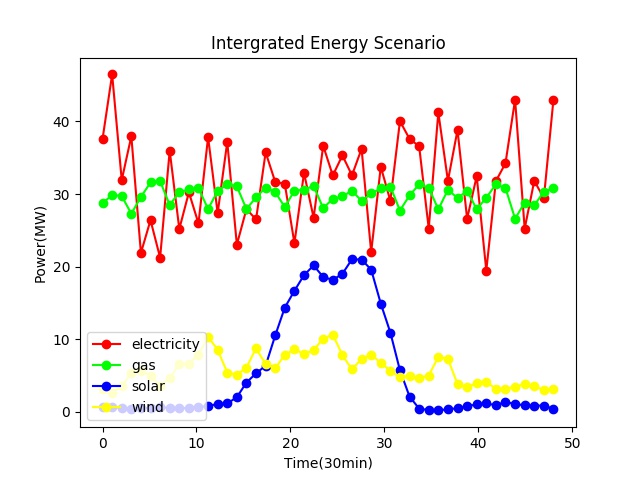 Intergrated Energy Scenario
Power(MW)
40
30
20
10
0
electricity
gas
solar
wind
0 10 20 30 40 50
Time(30min)